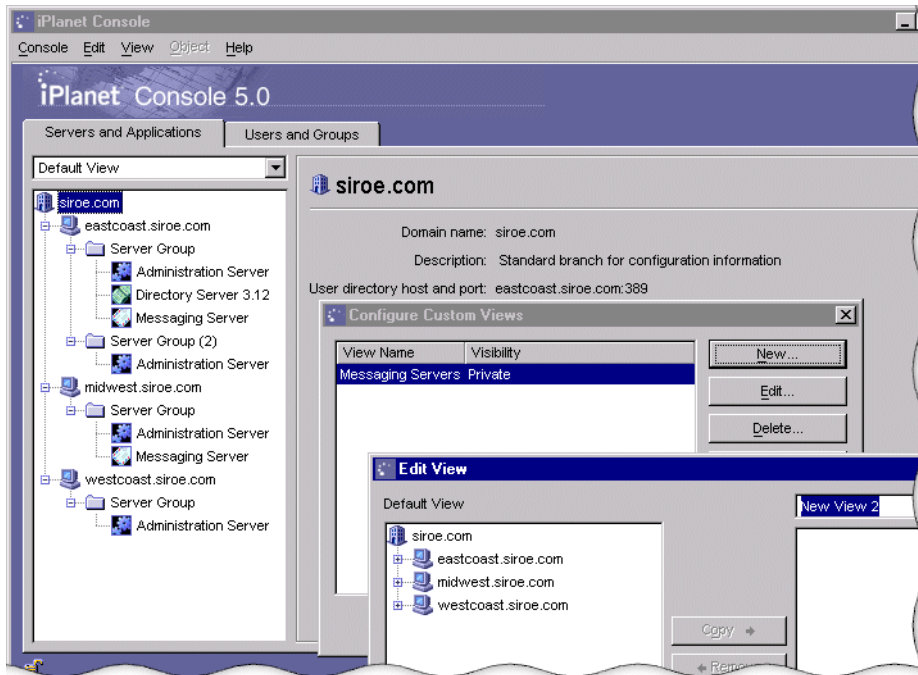 iPlanet Console
Console Edit View Object Help
iPlanet Console 5.0
Servers and Applications Users and Groups
Default View
siroe.com
eastcoast.siroe.com
Server Group
Administration Server
Directory Server 3.12
Messaging Server
Server Group (2)
Administration Server
midwest.siroe.com
Server Group
Administration Server
Messaging Server
westcoast.siroe.com
Server Group
Administration Server
siroe.com
Domain name: siroe.com
Description: Standard branch for configuration information
User directory host and port: eastcoast.siroe.com:389
Configure Custom Views
View Name Visibility
Messaging Servers Private
New...
Edit...
Delete...
Edit View
Default View
New View 2
siroe.com
eastcoast.siroe.com
midwest.siroe.com
westcoast.siroe.com
Copy